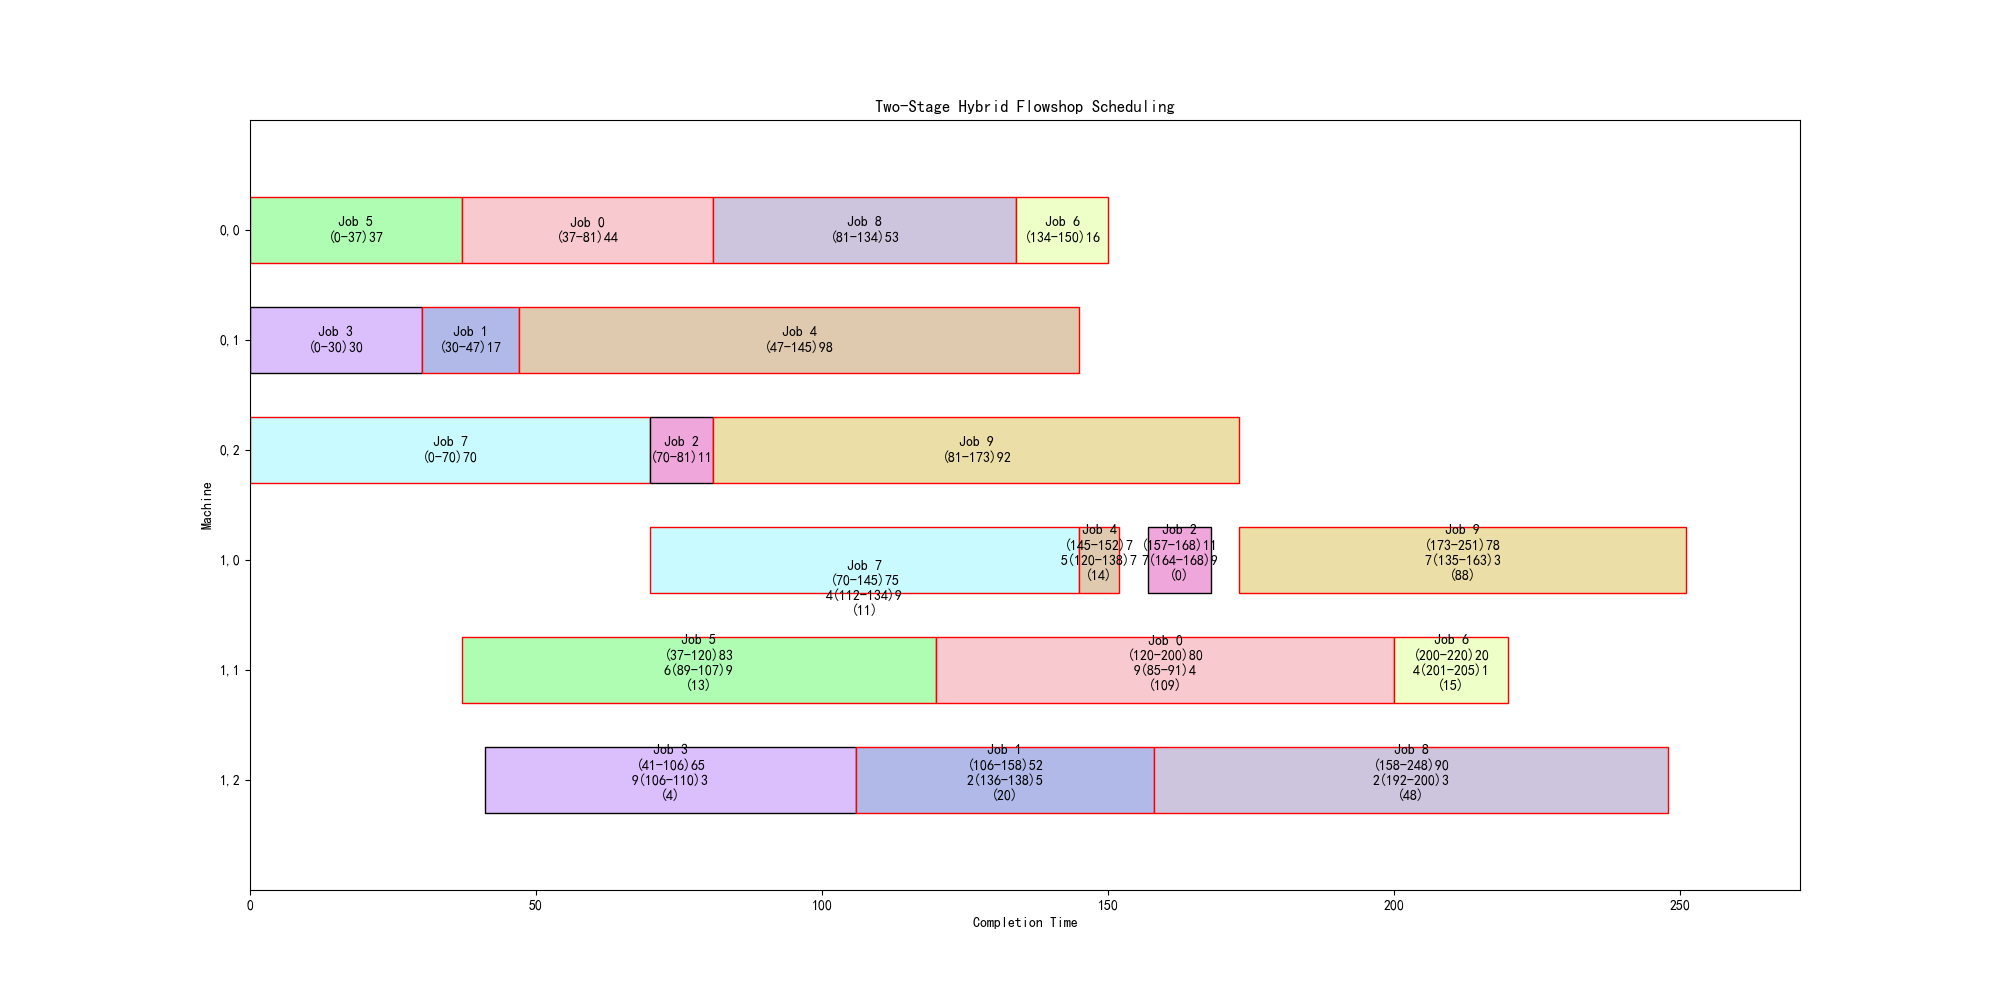 Two-Stage Hybrid Flowshop Scheduling
Machine
0,0
Job 5
(0-37)37
Job 0
(37-81)44
Job 8
(81-134)53
Job 6
(134-150)16
0,1
Job 3
(0-30)30
Job 1
(30-47)17
Job 4
(47-145)98
0,2
Job 7
(0-70)70
Job 2
(70-81)11
Job 9
(81-173)92
1,0
Job 7
(70-145)75
4(112-134)9
(11)
Job 4
(145-152)7
5(120-138)7
(14)
Job 2
(157-168)11
7(164-168)9
(0)
Job 9
(173-251)78
7(135-163)3
(88)
1,1
Job 5
(37-120)83
6(89-107)9
(13)
Job 0
(120-200)80
9(85-91)4
(109)
Job 6
(200-220)20
4(201-205)1
(15)
1,2
Job 3
(41-106)65
9(106-110)3
(4)
Job 1
(106-158)52
2(136-138)5
(20)
Job 8
(158-248)90
2(192-200)3
(48)
0
50
100
150
200
250
Completion Time